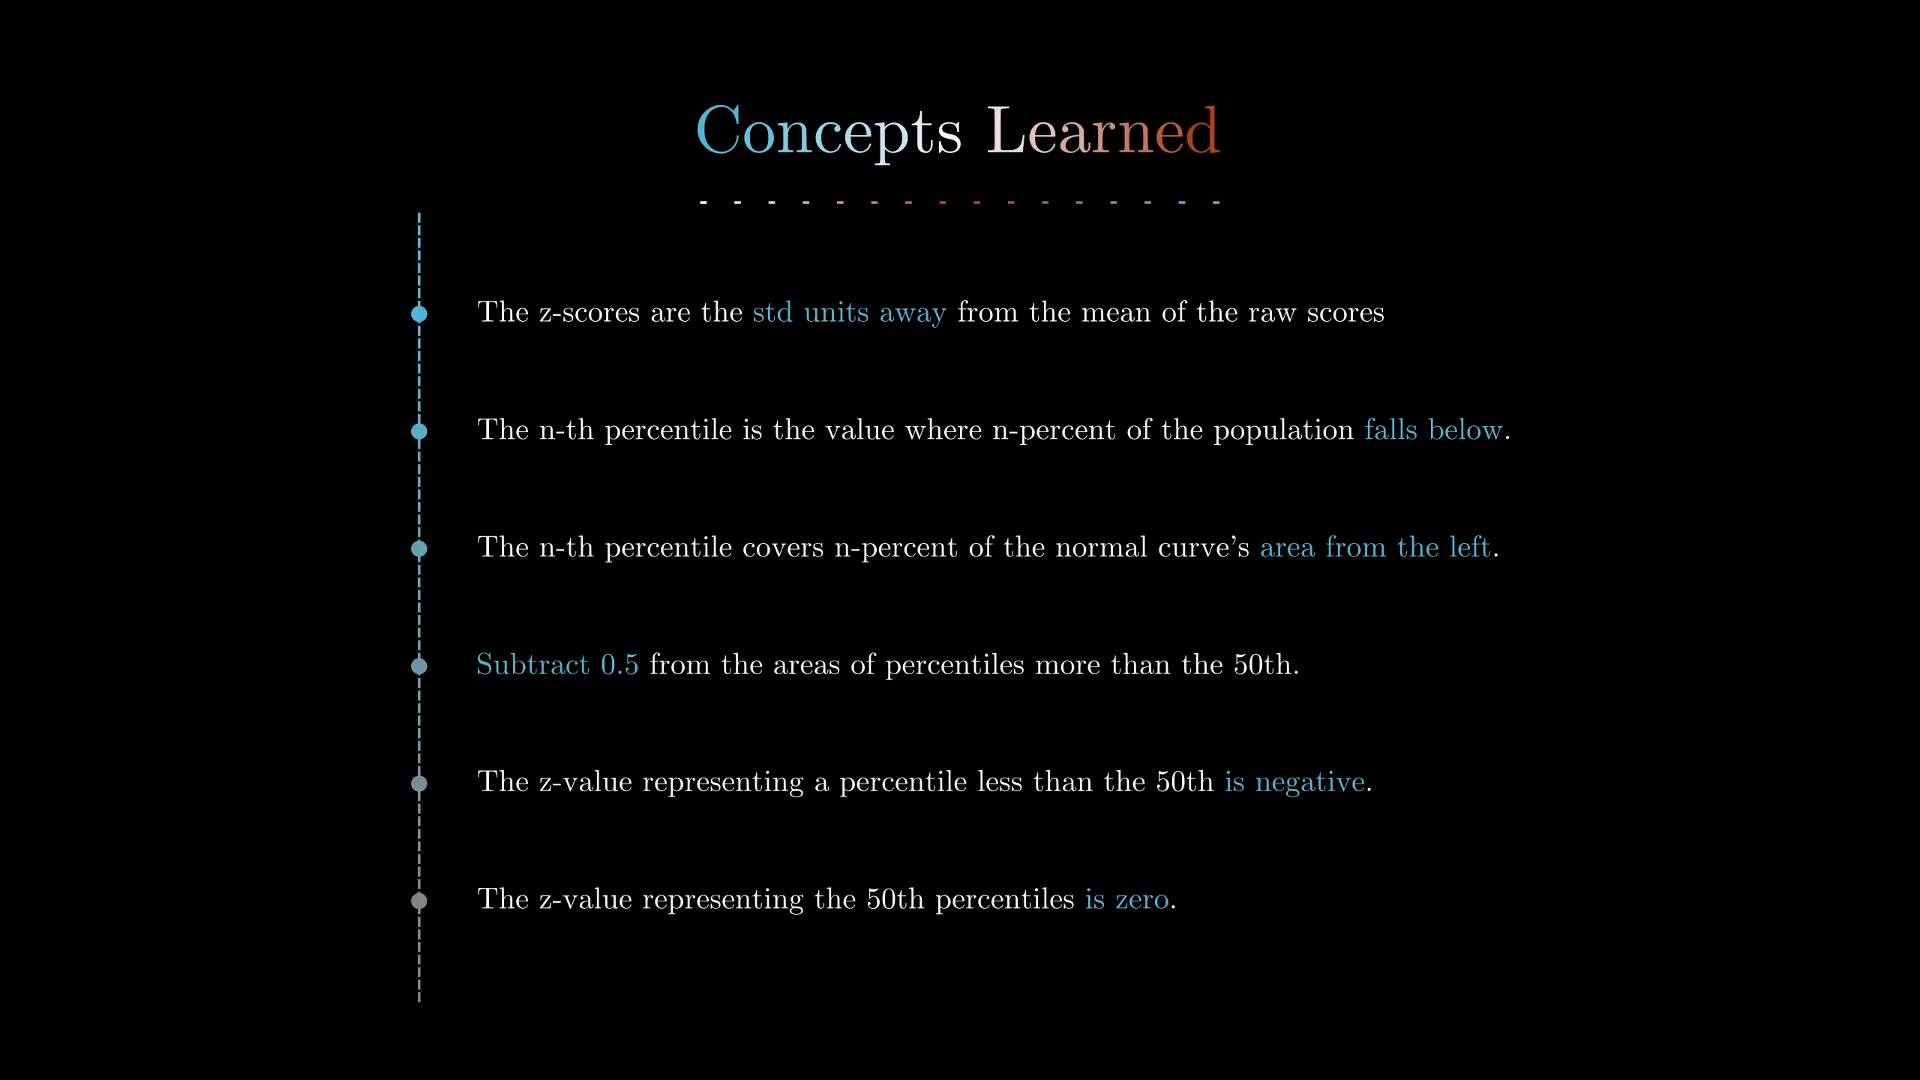 Concepts Learned
The z-scores are the std units away from the mean of the raw scores
The n-th percentile is the value where n-percent of the population falls below.
The n-th percentile covers n-percent of the normal curve's area from the left.
Subtract 0.5 from the areas of percentiles more than the 50th.
The z-value representing a percentile less than the 50th is negative.
The z-value representing the 50th percentiles is zero.